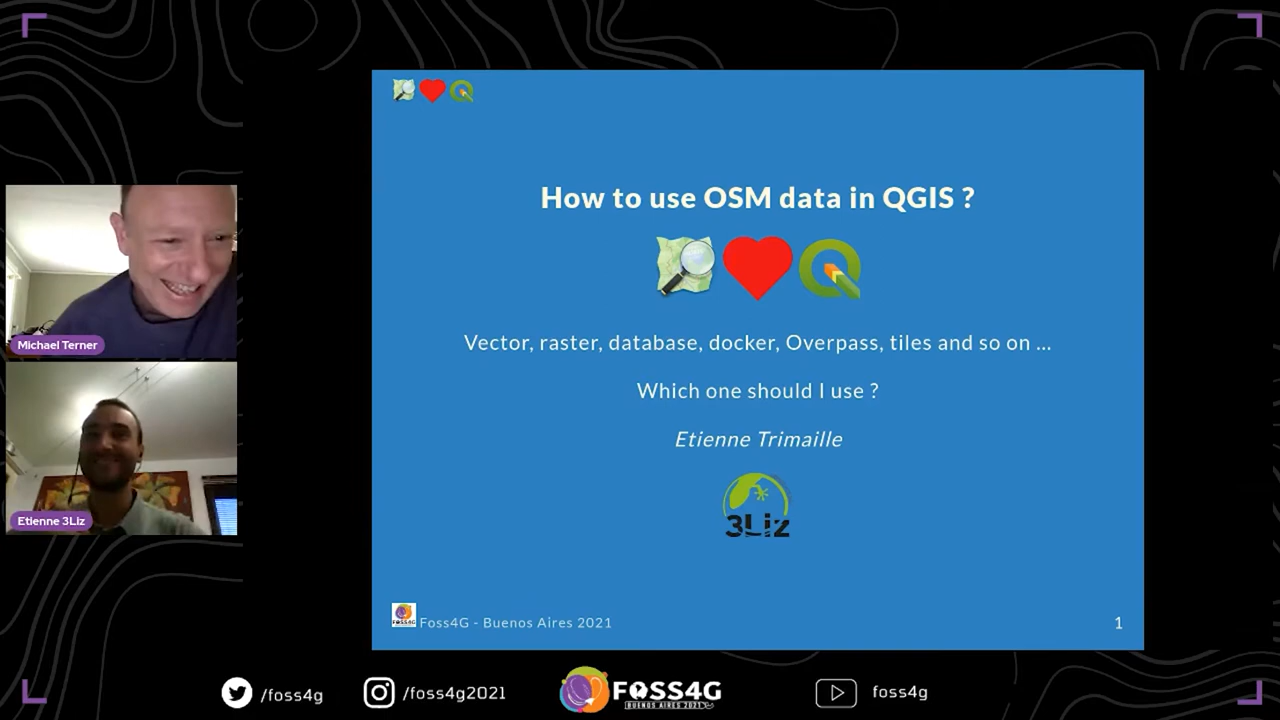 How to use OSM data in QGIS ?
Vector, raster, database, docker, Overpass, tiles and so on ...
Which one should I use ?
Etienne Trimaille
3Liz
Michael Terner
Etienne 3Liz
FOSS4G
Foss4G - Buenos Aires 2021
1
/foss4g
/foss4g2021
FOSS4G
BUENOS AIRES 2021
foss4g